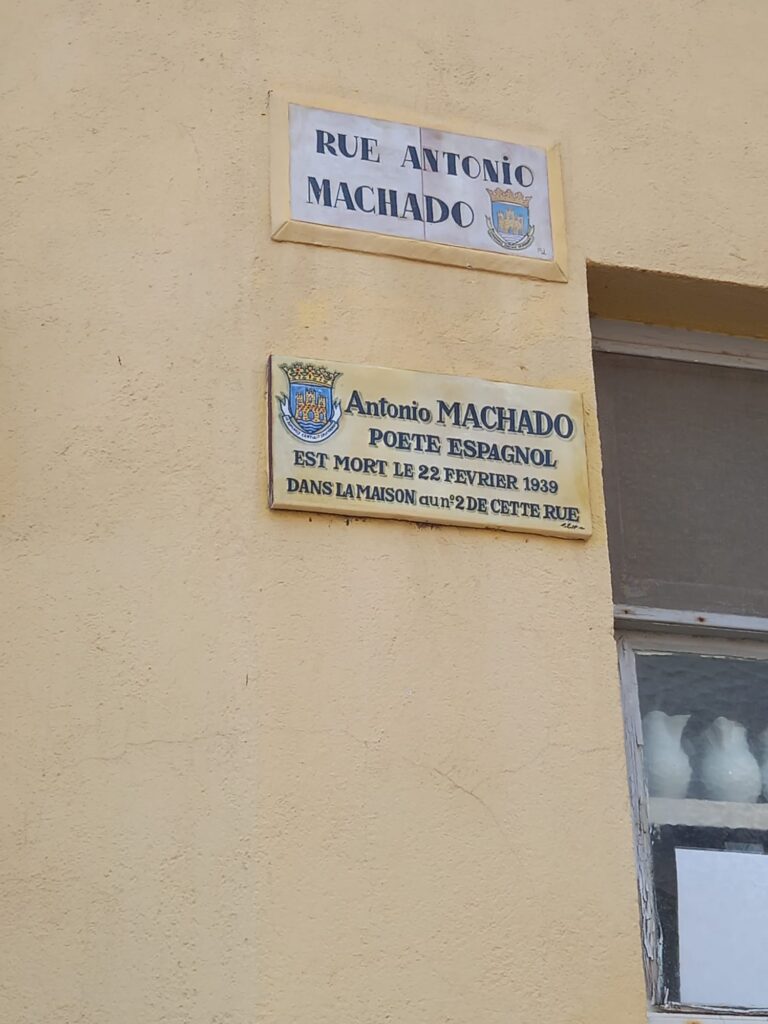 RUE ANTONiO
MACHADO
Antonio MACHADO
POETE ESPAGNOL
EST MORT LE 22 FEVRIER 1939
DANS LA MAISON au nº2 DE CETTE RUE